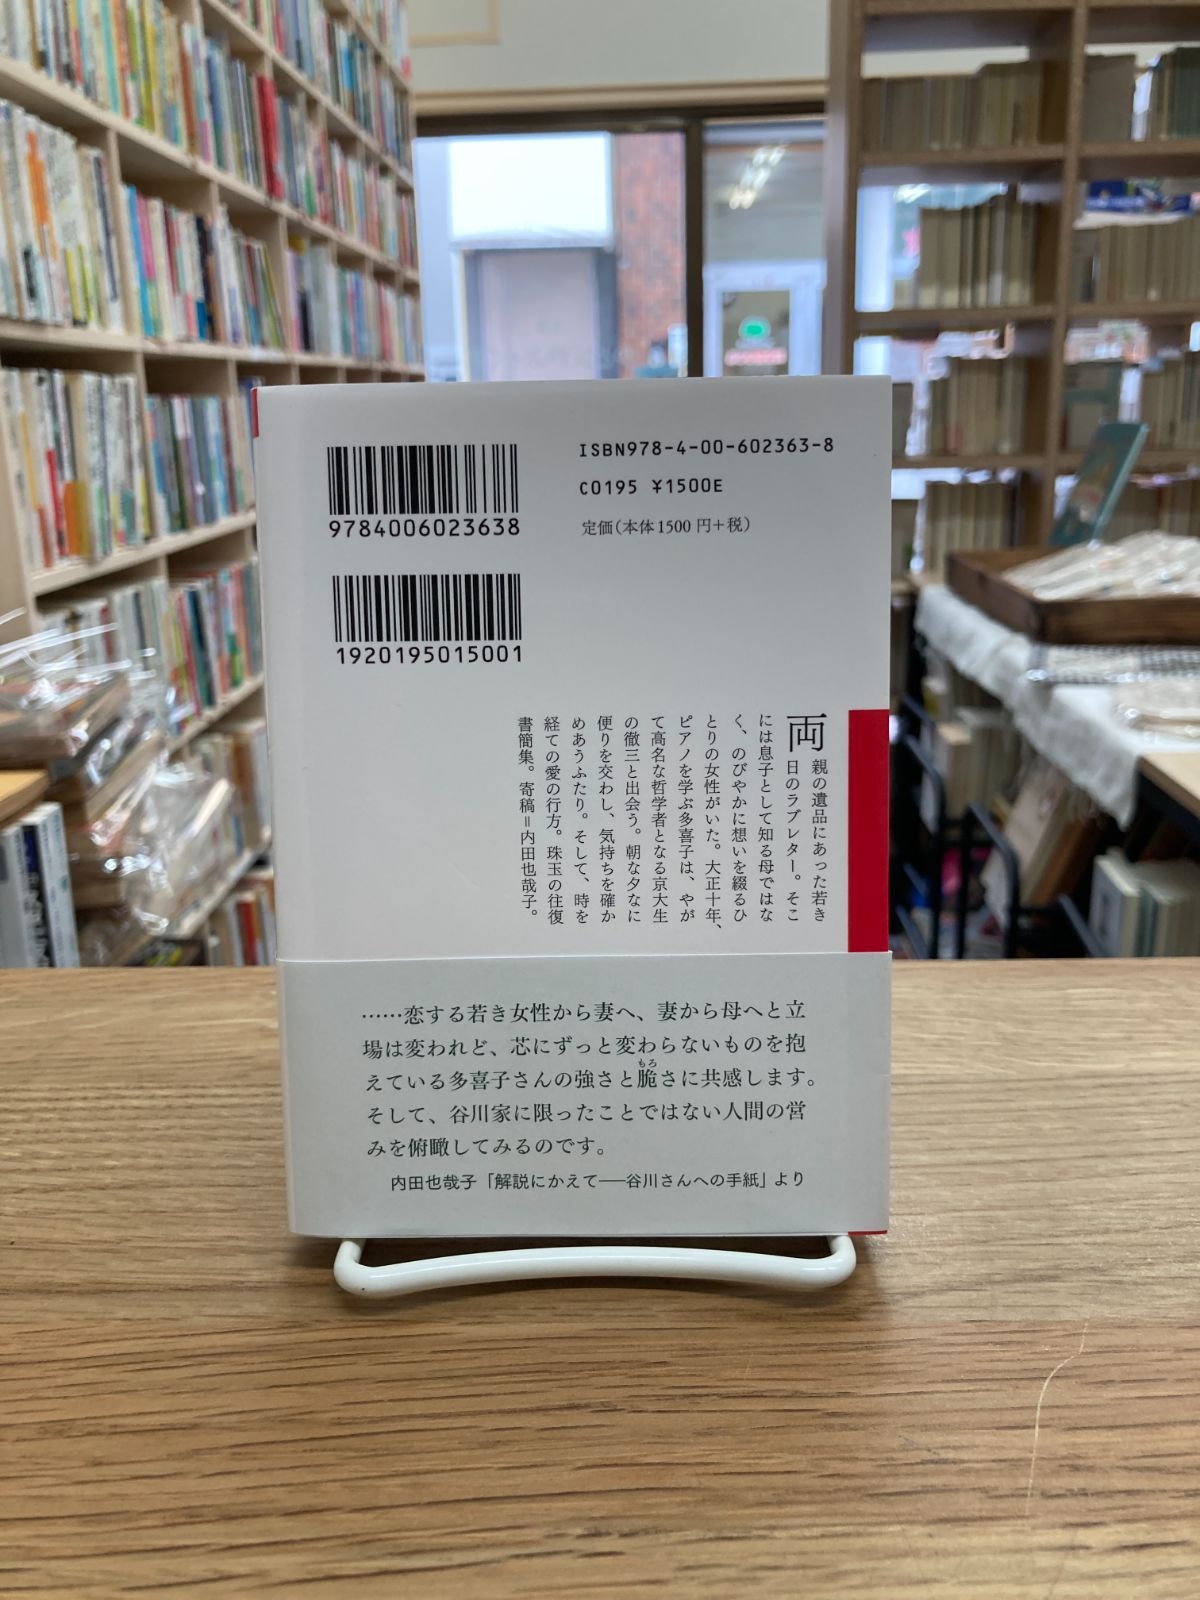 ISBN978-4-00-602363-8
C0195 ¥1500E
定価(本体1500円+税)
9784006023638
1920195015001
両親の遺品にあった若き
日のラブレター。そこ
には息子として知る母ではな
く、のびやかに想いを綴るひ
とりの女性がいた。大正十年、
ピアノを学ぶ多喜子は、やが
て高名な哲学者となる京大生
の徹三と出会う。朝な夕なに
便りを交わし、気持ちを確か
めあうふたり。そして、時を
経ての愛の行方。珠玉の往復
書簡集。寄稿=内田也哉子。
……恋する若き女性から妻へ、妻から母へと立
場は変われど、芯にずっと変わらないものを抱
えている多喜子さんの強さと脆さに共感します。
もろ
そして、谷川家に限ったことではない人間の営
みを俯瞰してみるのです。
内田也哉子「解説にかえて──谷川さんへの手紙」より